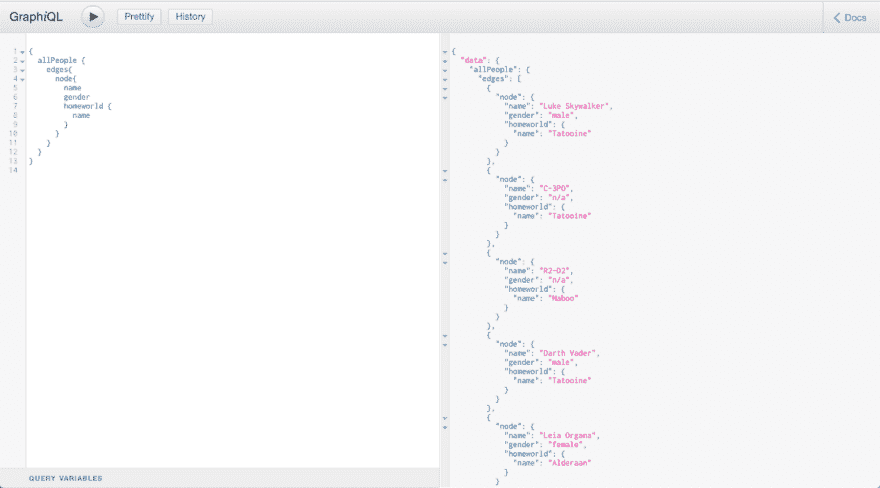 GraphiQL
Prettify
History
Docs
1 {
2 allPeople {
3 edges{
4 node{
5 name
6 gender
7 homeworld {
8 name
9 }
10 }
11 }
12 }
13 }
14
{
"data": {
"allPeople": {
"edges": [
{
"node": {
"name": "Luke Skywalker",
"gender": "male",
"homeworld": {
"name": "Tatooine"
}
}
},
{
"node": {
"name": "C-3PO",
"gender": "n/a",
"homeworld": {
"name": "Tatooine"
}
}
},
{
"node": {
"name": "R2-D2",
"gender": "n/a",
"homeworld": {
"name": "Naboo"
}
}
},
{
"node": {
"name": "Darth Vader",
"gender": "male",
"homeworld": {
"name": "Tatooine"
}
}
},
{
"node": {
"name": "Leia Organa",
"gender": "female",
"homeworld": {
"name": "Alderaan"
}
}
QUERY VARIABLES